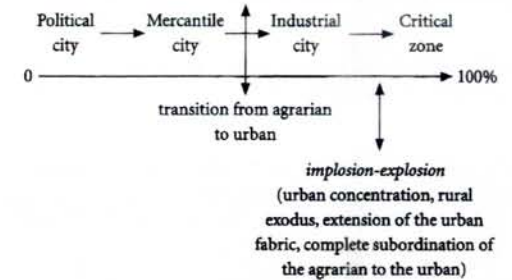 Political Mercantile Industrial Critical
city city city zone
0 100%
transition from agrarian
to urban
implosion-explosion
(urban concentration, rural
exodus, extension of the urban
fabric, complete subordination of
the agrarian to the urban)